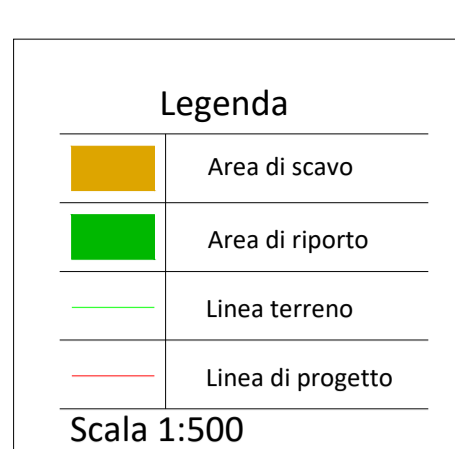 Legenda
Area di scavo
Area di riporto
Linea terreno
Linea di progetto
Scala 1:500